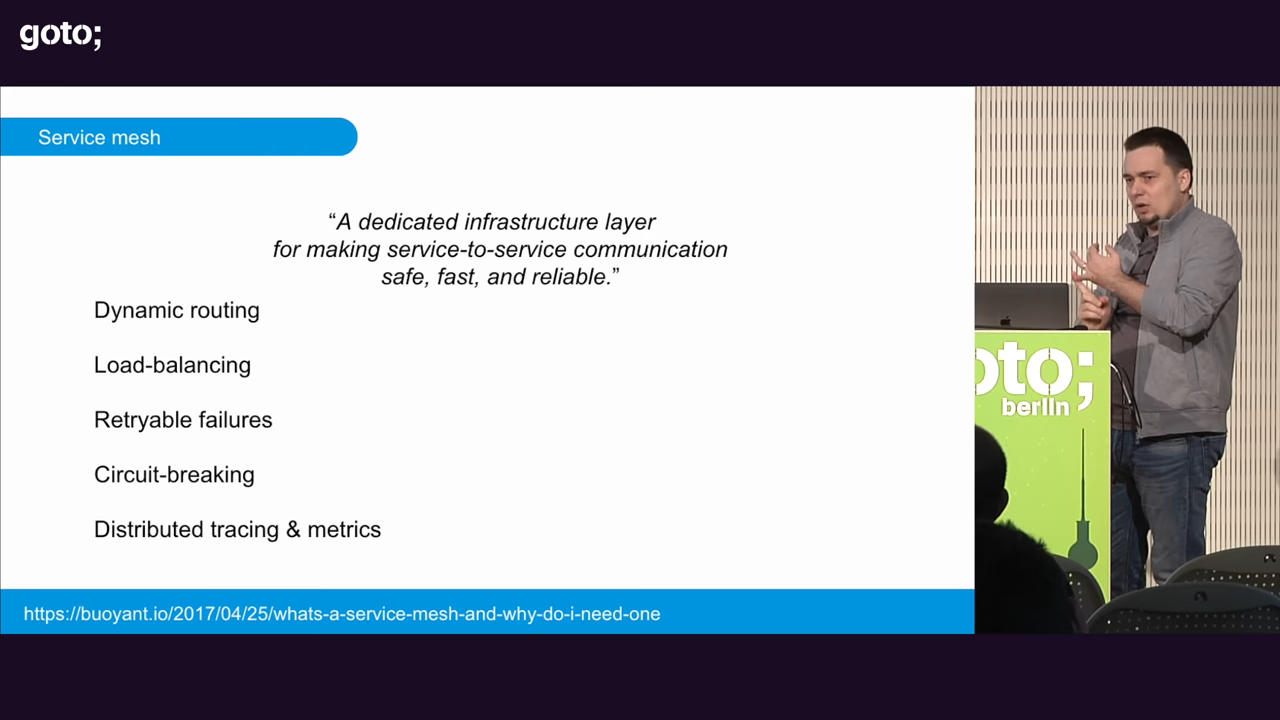 goto;
Service mesh
“A dedicated infrastructure layer
for making service-to-service communication
safe, fast, and reliable.”
Dynamic routing
Load-balancing
Retryable failures
Circuit-breaking
Distributed tracing & metrics
https://buoyant.io/2017/04/25/whats-a-service-mesh-and-why-do-i-need-one
oto;
berlin